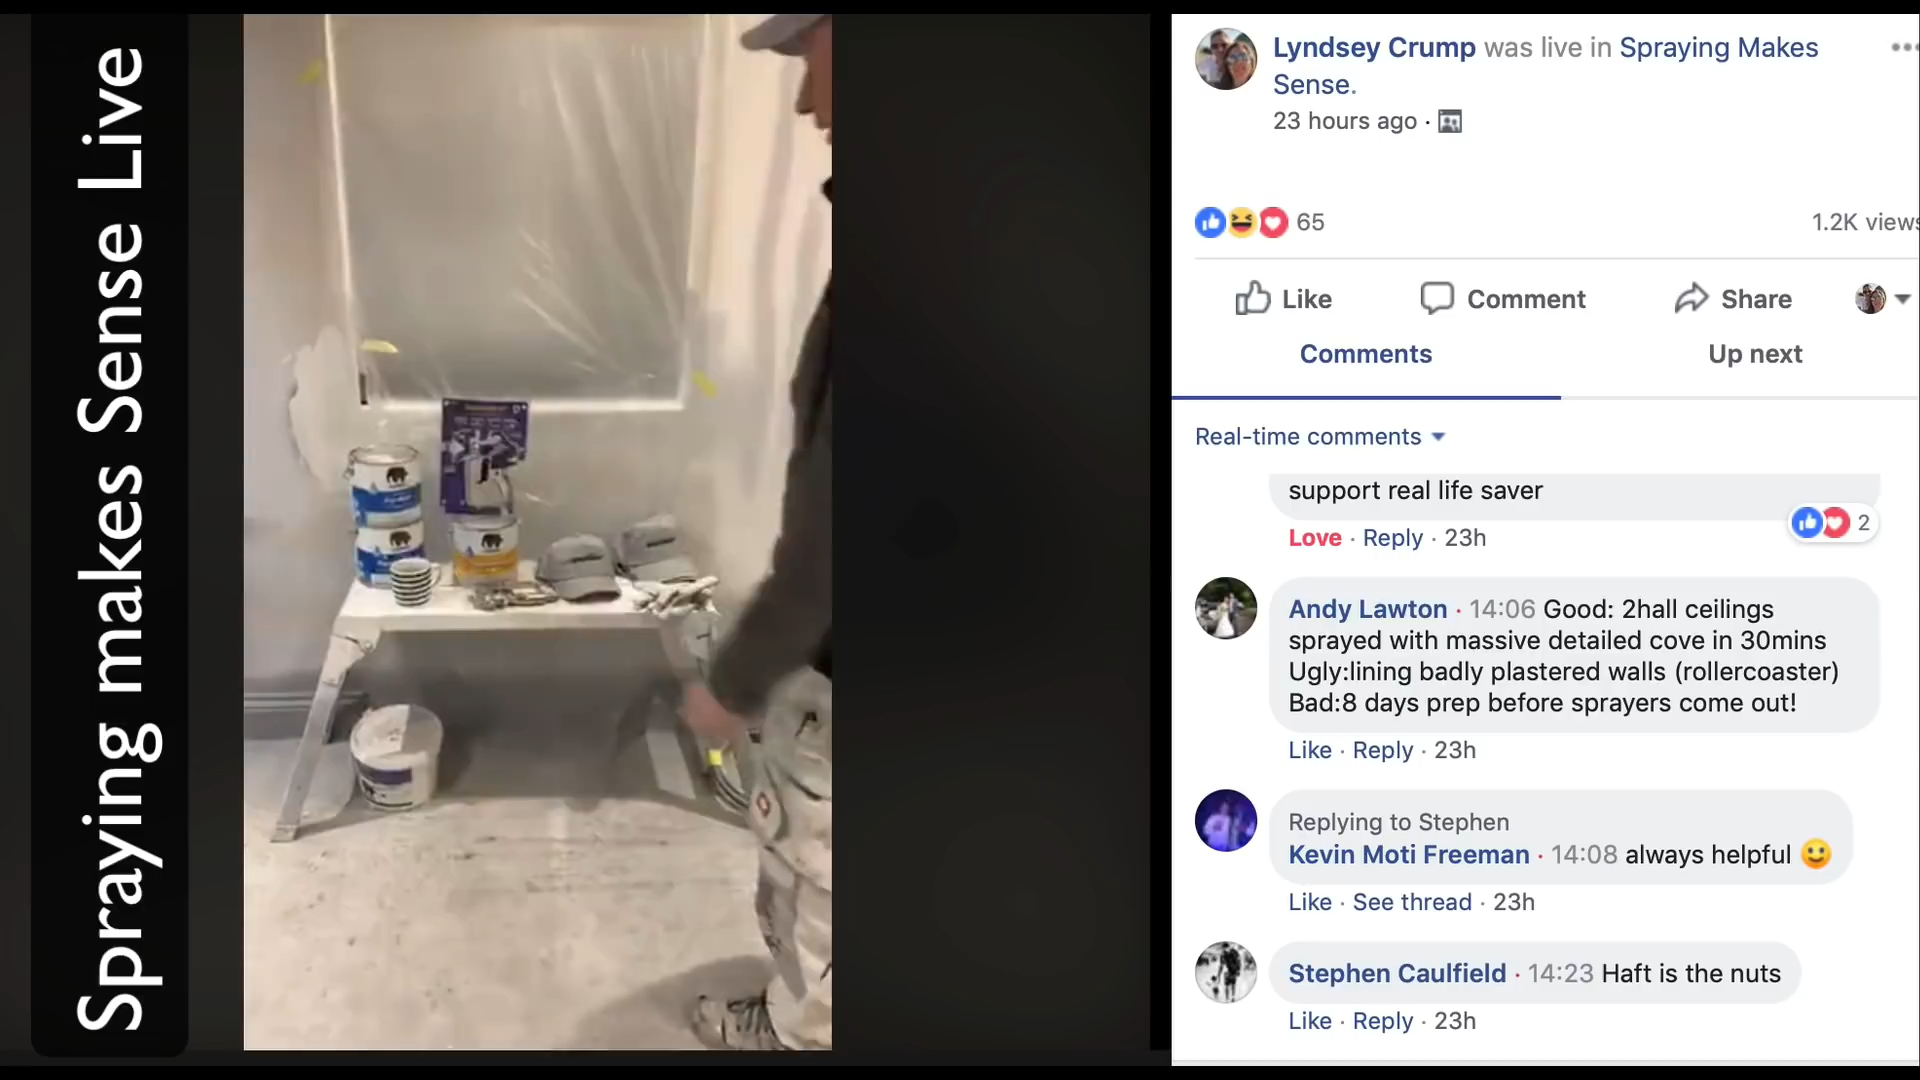 Spraying makes Sense Live
Lyndsey Crump was live in Spraying Makes
Sense.
23 hours ago ·
65
1.2K views
Like
Comment
Share
Comments
Up next
Real-time comments
support real life saver
2
Love · Reply · 23h
Andy Lawton · 14:06 Good: 2hall ceilings
sprayed with massive detailed cove in 30mins
Ugly:lining badly plastered walls (rollercoaster)
Bad:8 days prep before sprayers come out!
Like · Reply · 23h
Replying to Stephen
Kevin Moti Freeman · 14:08 always helpful 🙂
Like · See thread · 23h
Stephen Caulfield · 14:23 Haft is the nuts
Like · Reply · 23h